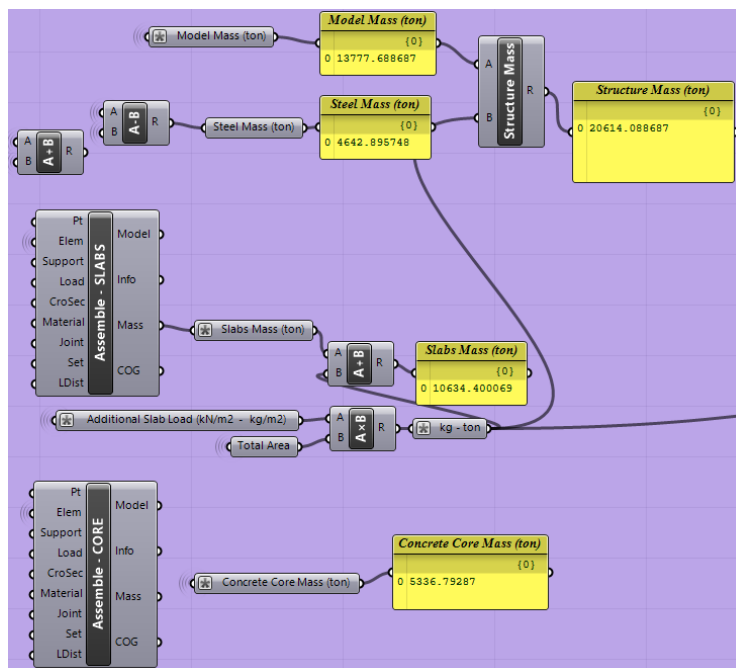 Model Mass (ton)
Model Mass (ton)
{0}
0 13777.688687
A
B
R
Structure Mass
Structure Mass (ton)
{0}
0 20614.088687
A
B
R
A+B
A
B
R
A-B
Steel Mass (ton)
Steel Mass (ton)
{0}
0 4642.895748
Pt
Elem
Support
Load
CroSec
Material
Joint
Set
LDist
Assemble - SLABS
Model
Info
Mass
COG
Slabs Mass (ton)
A
B
R
A+B
Slabs Mass (ton)
{0}
0 10634.400069
Additional Slab Load (kN/m2 - kg/m2)
Total Area
A
B
R
A×B
kg - ton
Pt
Elem
Support
Load
CroSec
Material
Joint
Set
LDist
Assemble - CORE
Model
Info
Mass
COG
Concrete Core Mass (ton)
Concrete Core Mass (ton)
{0}
0 5336.79287